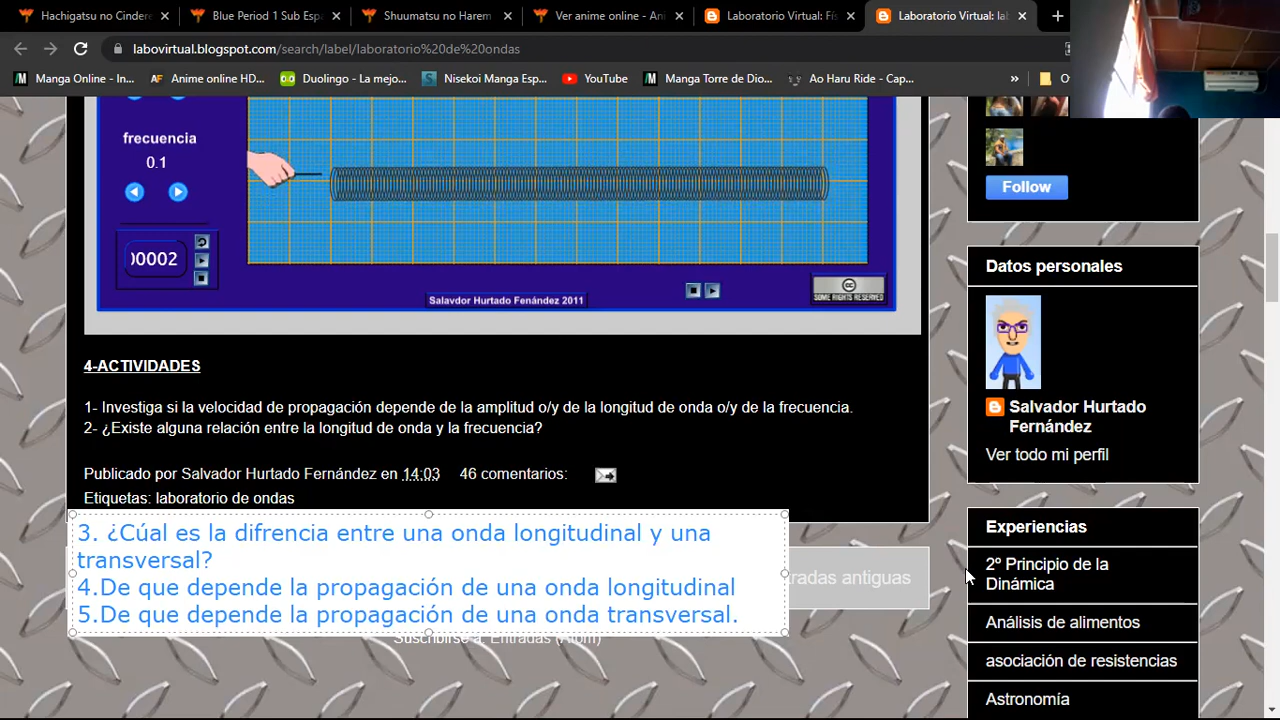 Hachigatsu no Cindere
Blue Period 1 Sub Esp
Shuumatsu no Harem
Ver anime online - Ani
Laboratorio Virtual: Fí
Laboratorio Virtual: la
labovirtual.blogspot.com/search/label/laboratorio%20de%20ondas
Manga Online - In...
Anime online HD...
Duolingo - La mejo...
Nisekoi Manga Esp...
YouTube
Manga Torre de Dio...
Ao Haru Ride - Cap...
»
frecuencia
0.1
00002
Salavdor Hurtado Fenández 2011
cc
SOME RIGHTS RESERVED
4-ACTIVIDADES
1- Investiga si la velocidad de propagación depende de la amplitud o/y de la longitud de onda o/y de la frecuencia.
2- ¿Existe alguna relación entre la longitud de onda y la frecuencia?
Publicado por Salvador Hurtado Fernández en 14:03 46 comentarios:
Etiquetas: laboratorio de ondas
3. ¿Cúal es la difrencia entre una onda longitudinal y una
transversal?
4.De que depende la propagación de una onda longitudinal
5.De que depende la propagación de una onda transversal.
tradas antiguas
Suscribirse a: Entradas (Atom)
Follow
Datos personales
Salvador Hurtado
Fernández
Ver todo mi perfil
Experiencias
2º Principio de la
Dinámica
Análisis de alimentos
asociación de resistencias
Astronomía